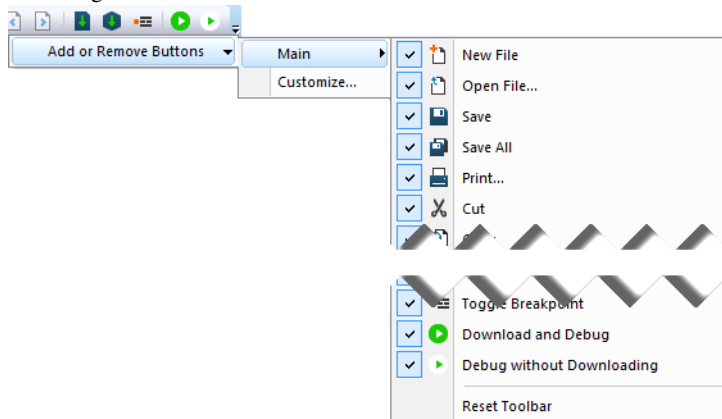 Add or Remove Buttons
Main
Customize...
New File
Open File...
Save
Save All
Print...
Cut
Toggle Breakpoint
Download and Debug
Debug without Downloading
Reset Toolbar